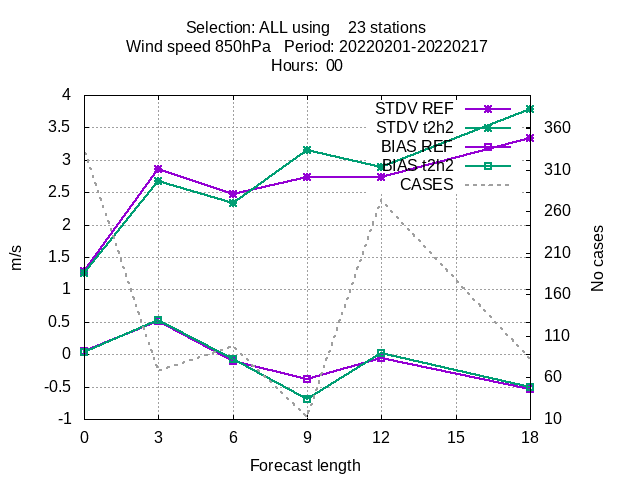 Selection: ALL using    23 stations
Wind speed 850hPa   Period: 20220201-20220217
Hours:  00
STDV REF
STDV t2h2
BIAS REF
BIAS t2h2
CASES
4
3.5
3
2.5
2
1.5
1
0.5
0
-0.5
-1
m/s
360
310
260
210
160
110
60
10
No cases
0 3 6 9 12 15 18
Forecast length